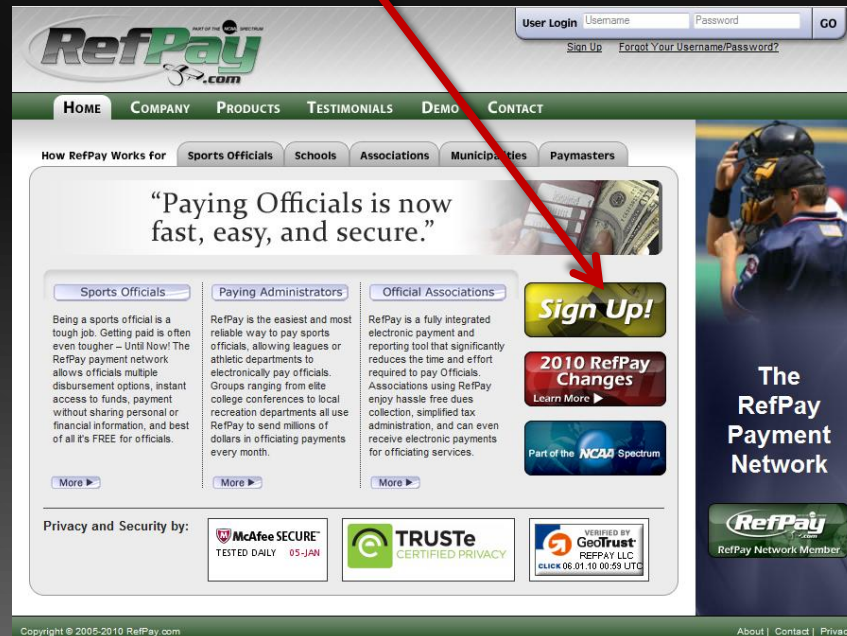 PART OF THE NCAA SPECTRUM
RefPay
.com
User Login Username Password GO
Sign Up Forgot Your Username/Password?
HOME COMPANY PRODUCTS TESTIMONIALS DEMO CONTACT
How RefPay Works for Sports Officials Schools Associations Municipalities Paymasters
“Paying Officials is now
fast, easy, and secure.”
Sports Officials
Being a sports official is a
tough job. Getting paid is often
even tougher – Until Now! The
RefPay payment network
allows officials multiple
disbursement options, instant
access to funds, payment
without sharing personal or
financial information, and best
of all it's FREE for officials.
More
Paying Administrators
RefPay is the easiest and most
reliable way to pay sports
officials, allowing leagues or
athletic departments to
electronically pay officials.
Groups ranging from elite
college conferences to local
recreation departments all use
RefPay to send millions of
dollars in officiating payments
every month.
More
Official Associations
RefPay is a fully integrated
electronic payment and
reporting tool that significantly
reduces the time and effort
required to pay Officials.
Associations using RefPay
enjoy hassle free dues
collection, simplified tax
administration, and can even
receive electronic payments
for officiating services.
More
Sign Up!
2010 RefPay
Changes
Learn More
Part of the NCAA Spectrum
The
RefPay
Payment
Network
RefPay
.com
RefPay Network Member
Privacy and Security by:
McAfee SECURE™
TESTED DAILY 05-JAN
TRUSTe
CERTIFIED PRIVACY
VERIFIED BY
GeoTrust
REFPAY LLC
CLICK 06.01.10 00:59 UTC
Copyright © 2005-2010 RefPay.com
About | Contact | Privac